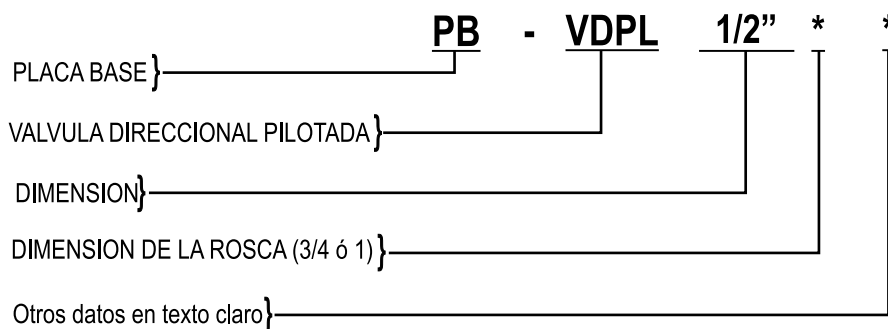 PB - VDPL 1/2” * *
PLACA BASE}
VALVULA DIRECCIONAL PILOTADA}
DIMENSION}
DIMENSION DE LA ROSCA (3/4 ó 1)}
Otros datos en texto claro}